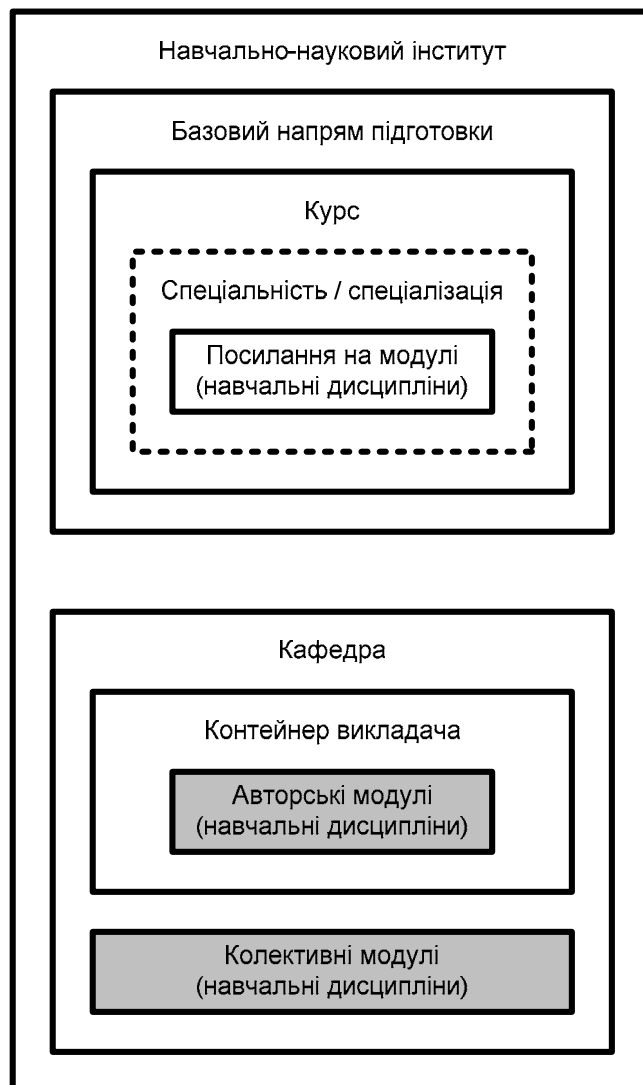 Навчально-науковий інститут
Базовий напрям підготовки
Курс
Спеціальність / спеціалізація
Посилання на модулі
(навчальні дисципліни)
Кафедра
Контейнер викладача
Авторські модулі
(навчальні дисципліни)
Колективні модулі
(навчальні дисципліни)